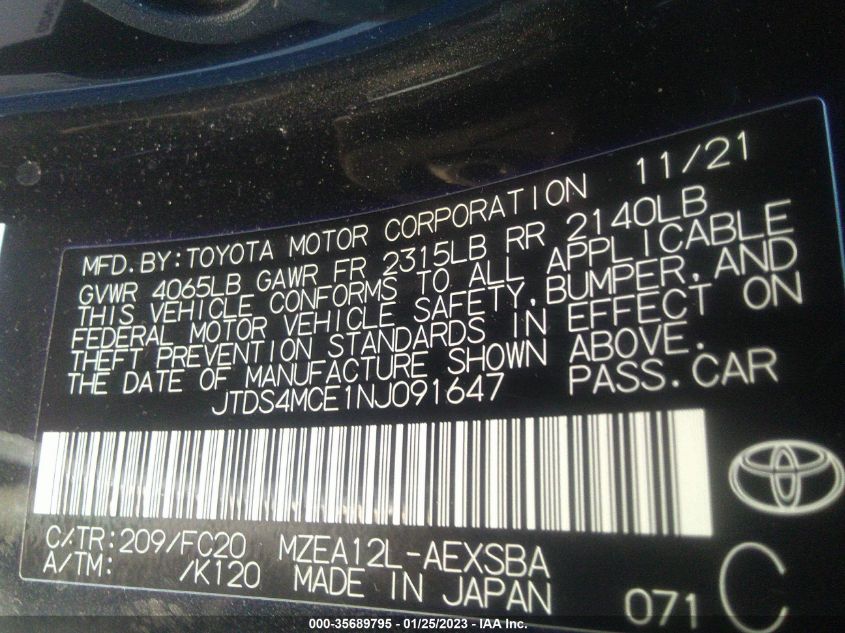 MFD.BY:TOYOTA MOTOR CORPORATION 11/21
GVWR 4065LB GAWR FR 2315LB RR 2140LB
THIS VEHICLE CONFORMS TO ALL APPLICABLE
FEDERAL MOTOR VEHICLE SAFETY, BUMPER, AND
THEFT PREVENTION STANDARDS IN EFFECT ON
THE DATE OF MANUFACTURE SHOWN ABOVE.
JTDS4MCE1NJ091647 PASS.CAR
C/TR:209/FC20 MZEA12L-AEXSBA
A/TM: /K120 MADE IN JAPAN 071 C
000-35689795 - 01/25/2023 - IAA Inc.